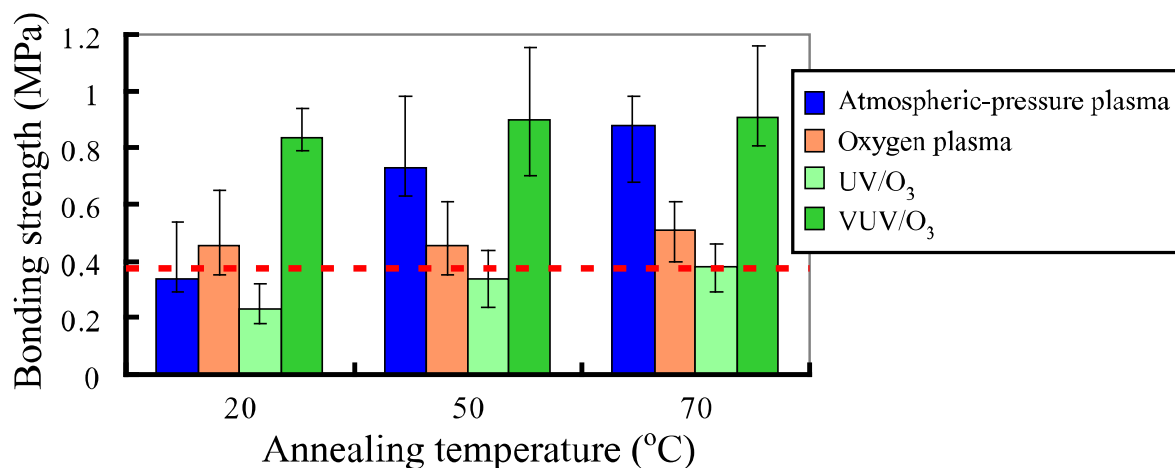 Bonding strength (MPa)
1.2
1
0.8
0.6
0.4
0.2
0
20
50
70
Annealing temperature (°C)
Atmospheric-pressure plasma
Oxygen plasma
UV/O₃
VUV/O₃